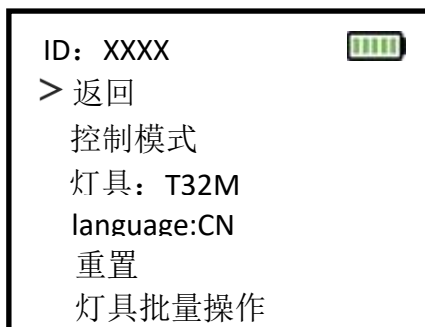 ID：XXXX
> 返回
控制模式
灯具：T32M
language:CN
重置
灯具批量操作